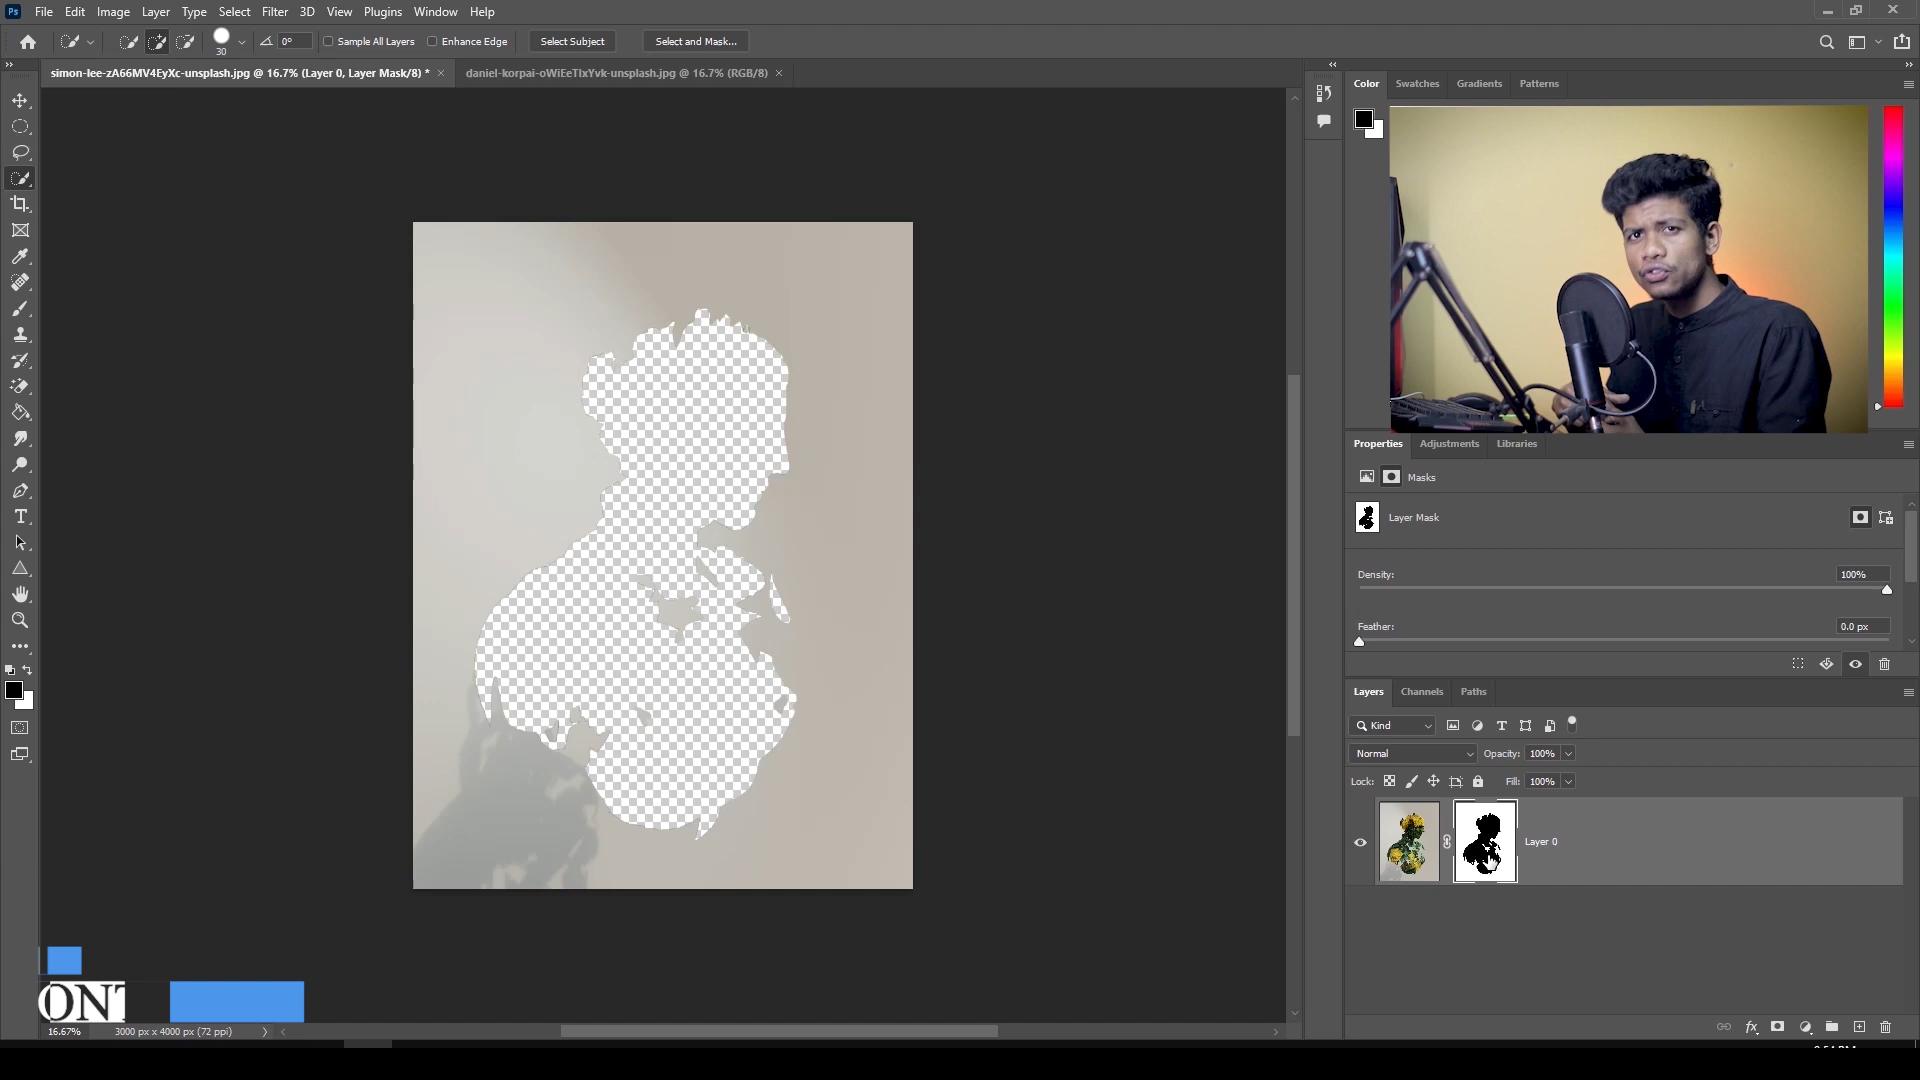 Ps File Edit Image Layer Type Select Filter 3D View Plugins Window Help
30 0° Sample All Layers Enhance Edge Select Subject Select and Mask...
simon-lee-zA66MV4EyXc-unsplash.jpg @ 16.7% (Layer 0, Layer Mask/8) * × daniel-korpai-oWiEeTlxYvk-unsplash.jpg @ 16.7% (RGB/8) ×
Color Swatches Gradients Patterns
Properties Adjustments Libraries
Masks
Layer Mask
Density: 100%
Feather: 0.0 px
Layers Channels Paths
Kind
Normal Opacity: 100%
Lock: Fill: 100%
Layer 0
ON
16.67% 3000 px x 4000 px (72 ppi)